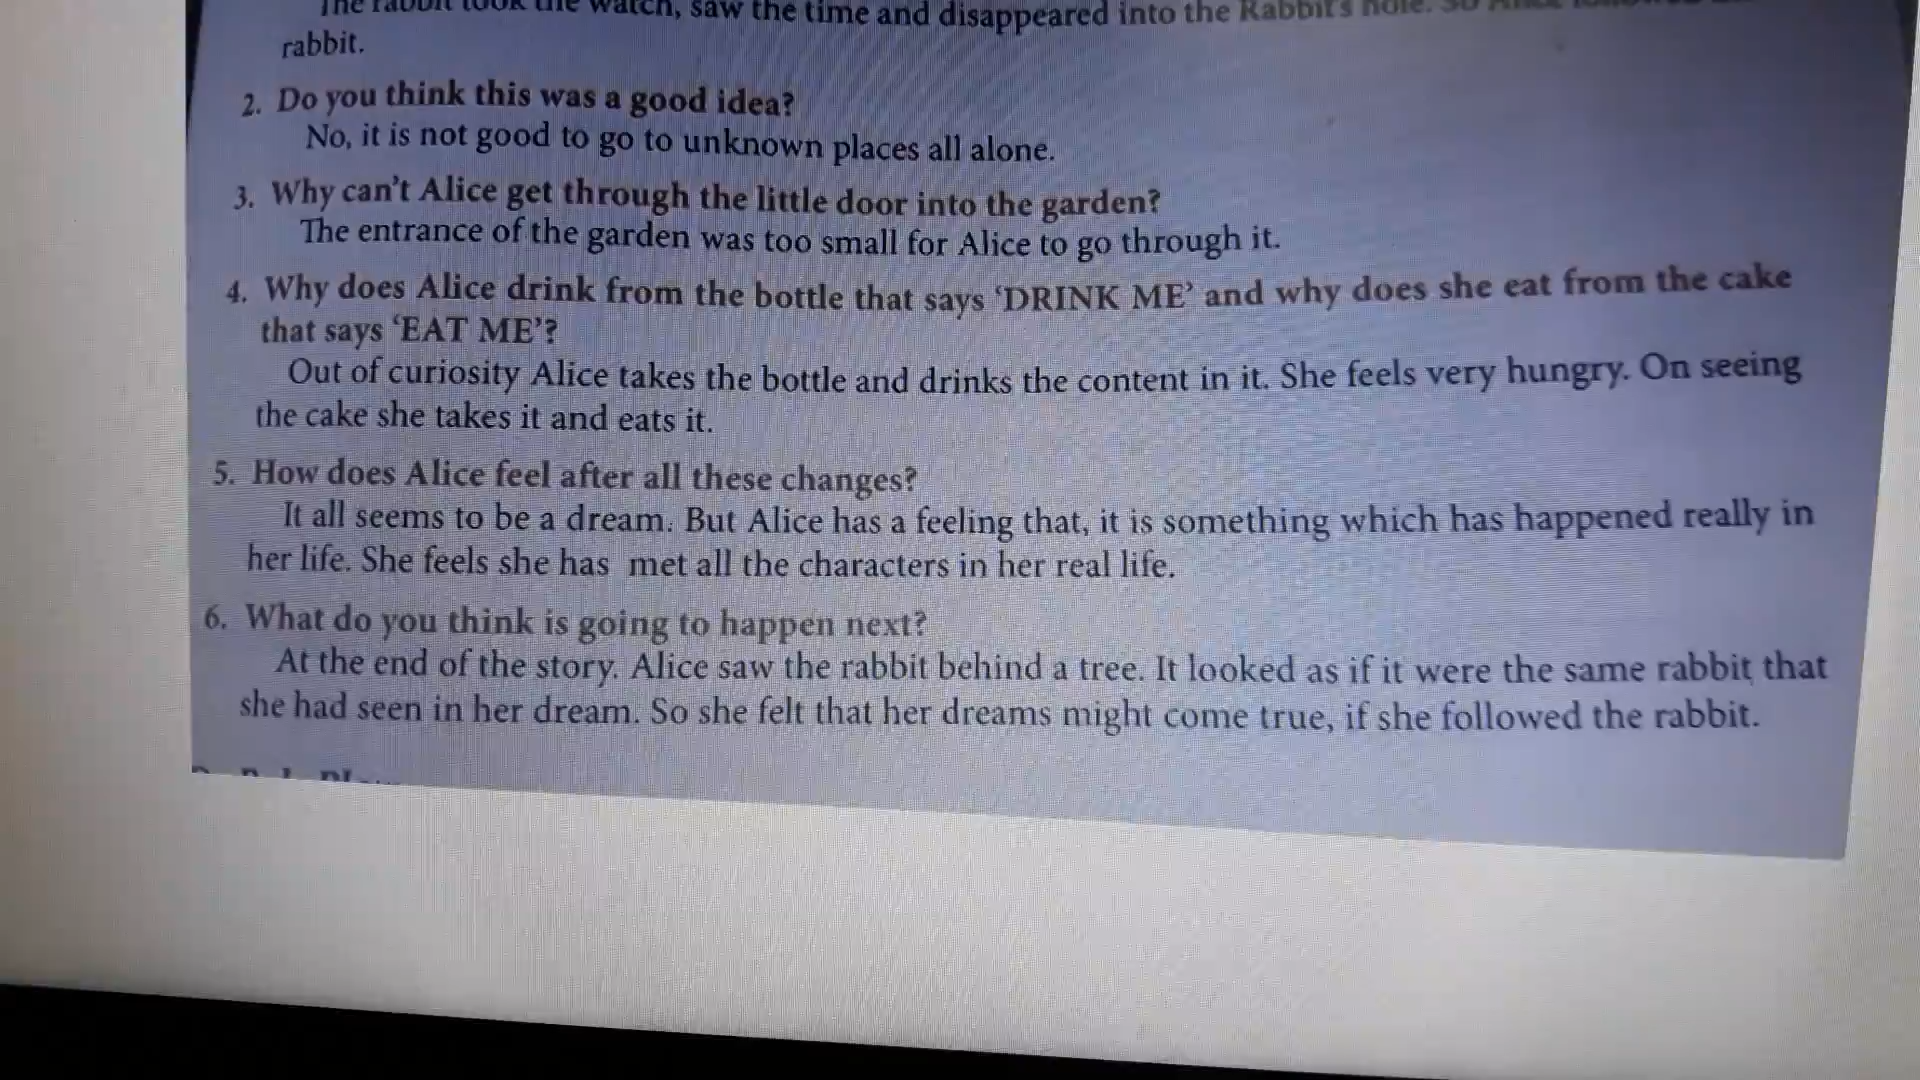 The rabbit took the watch, saw the time and disappeared into the Rabbit's hole. So
rabbit.
2. Do you think this was a good idea?
No, it is not good to go to unknown places all alone.
3. Why can't Alice get through the little door into the garden?
The entrance of the garden was too small for Alice to go through it.
4. Why does Alice drink from the bottle that says ‘DRINK ME’ and why does she eat from the cake
that says ‘EAT ME’?
Out of curiosity Alice takes the bottle and drinks the content in it. She feels very hungry. On seeing
the cake she takes it and eats it.
5. How does Alice feel after all these changes?
It all seems to be a dream. But Alice has a feeling that, it is something which has happened really in
her life. She feels she has met all the characters in her real life.
6. What do you think is going to happen next?
At the end of the story. Alice saw the rabbit behind a tree. It looked as if it were the same rabbit that
she had seen in her dream. So she felt that her dreams might come true, if she followed the rabbit.